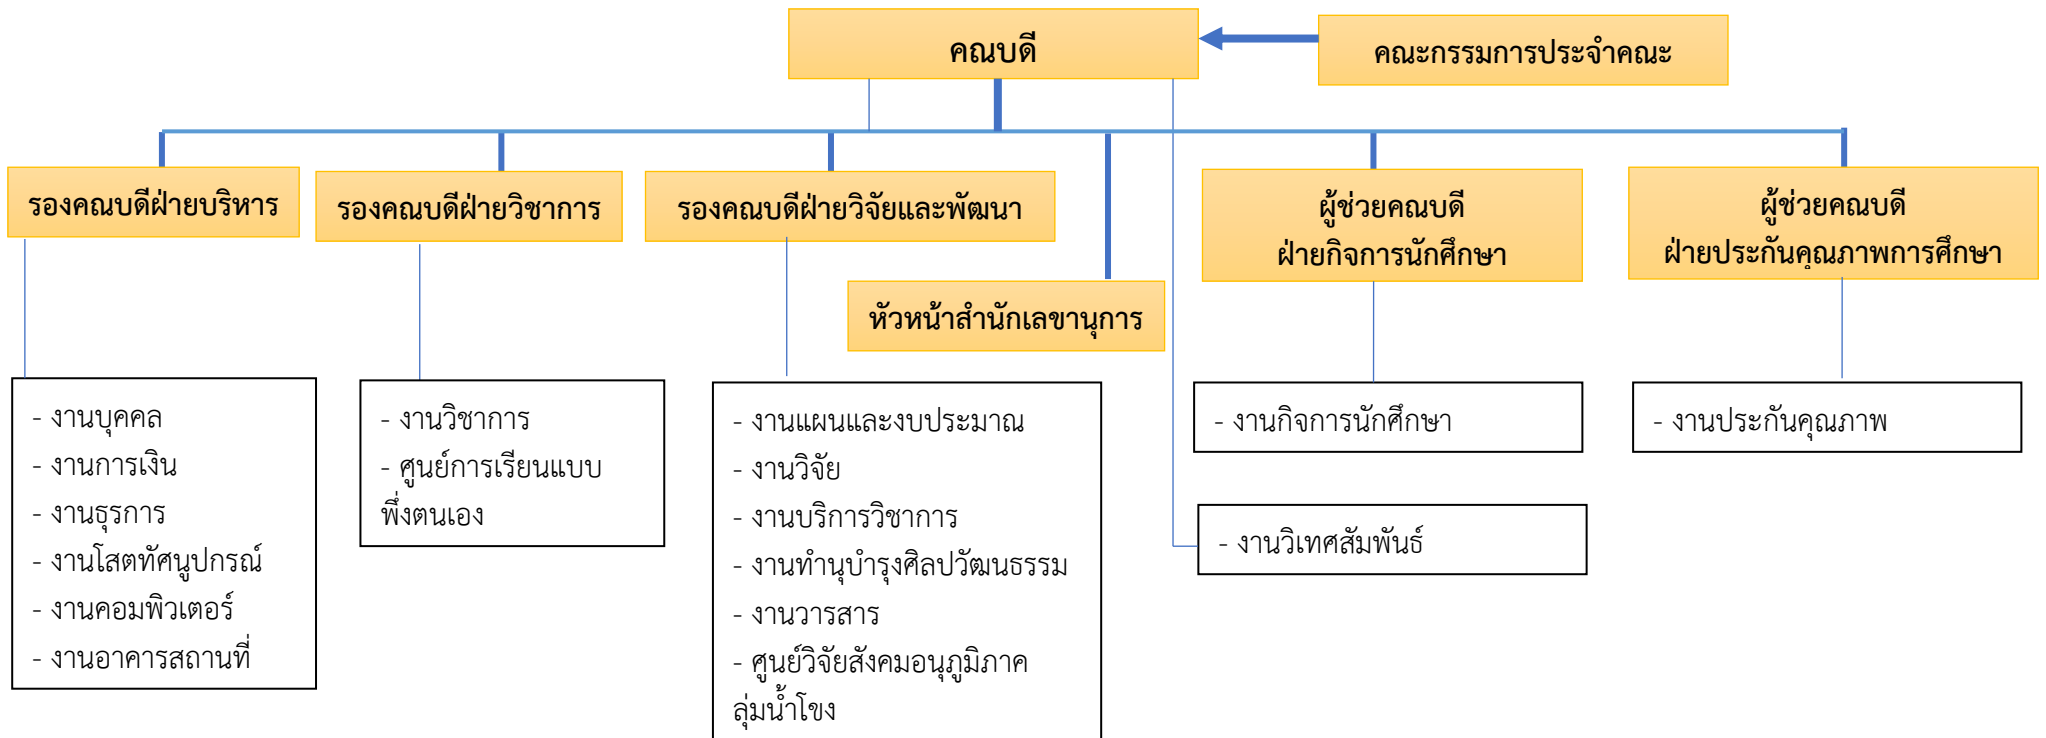 คณบดี
คณะกรรมการประจำคณะ
รองคณบดีฝ่ายบริหาร
รองคณบดีฝ่ายวิชาการ
รองคณบดีฝ่ายวิจัยและพัฒนา
ผู้ช่วยคณบดี
ฝ่ายกิจการนักศึกษา
ผู้ช่วยคณบดี
ฝ่ายประกันคุณภาพการศึกษา
หัวหน้าสำนักเลขานุการ
- งานบุคคล
- งานการเงิน
- งานธุรการ
- งานโสตทัศนูปกรณ์
- งานคอมพิวเตอร์
- งานอาคารสถานที่
- งานวิชาการ
- ศูนย์การเรียนแบบ
พึ่งตนเอง
- งานแผนและงบประมาณ
- งานวิจัย
- งานบริการวิชาการ
- งานทำนุบำรุงศิลปวัฒนธรรม
- งานวารสาร
- ศูนย์วิจัยสังคมอนุภูมิภาค
ลุ่มน้ำโขง
- งานกิจการนักศึกษา
- งานวิเทศสัมพันธ์
- งานประกันคุณภาพ